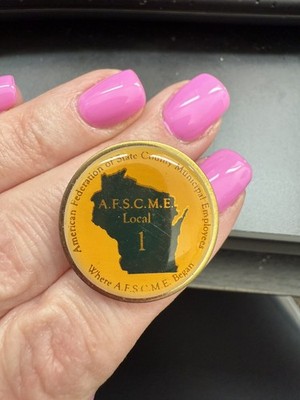 American Federation of State County Municipal Employees
A.F.S.C.M.E.
Local
1
Where A.F.S.C.M.E. Began